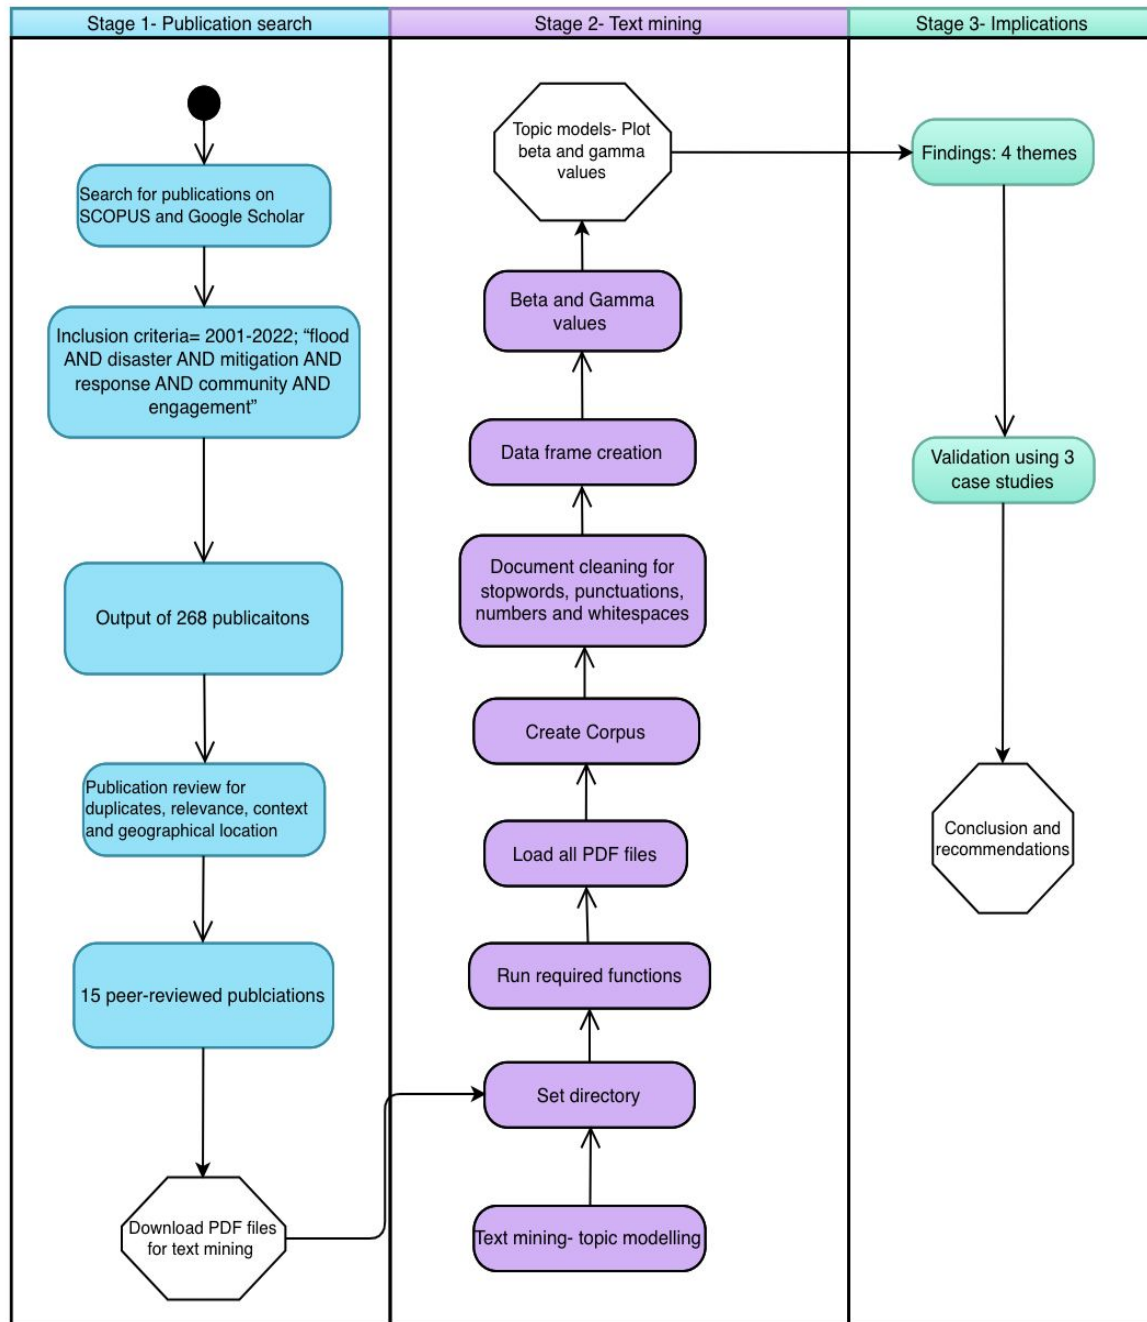 Stage 1- Publication search
Search for publications on
SCOPUS and Google Scholar
Inclusion criteria= 2001-2022; “flood
AND disaster AND mitigation AND
response AND community AND
engagement”
Output of 268 publicaitons
Publication review for
duplicates, relevance, context
and geographical location
15 peer-reviewed publciations
Download PDF files
for text mining
Stage 2- Text mining
Topic models- Plot
beta and gamma
values
Beta and Gamma
values
Data frame creation
Document cleaning for
stopwords, punctuations,
numbers and whitespaces
Create Corpus
Load all PDF files
Run required functions
Set directory
Text mining- topic modelling
Stage 3- Implications
Findings: 4 themes
Validation using 3
case studies
Conclusion and
recommendations